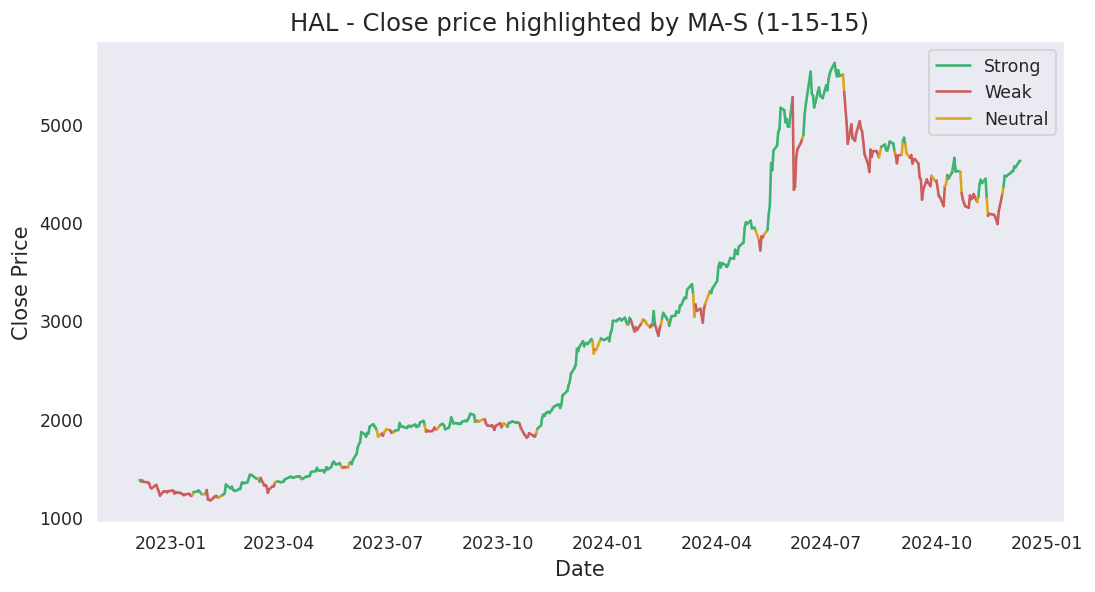 HAL - Close price highlighted by MA-S (1-15-15)
Strong
Weak
Neutral
Close Price
5000
4000
3000
2000
1000
2023-01 2023-04 2023-07 2023-10 2024-01 2024-04 2024-07 2024-10 2025-01
Date